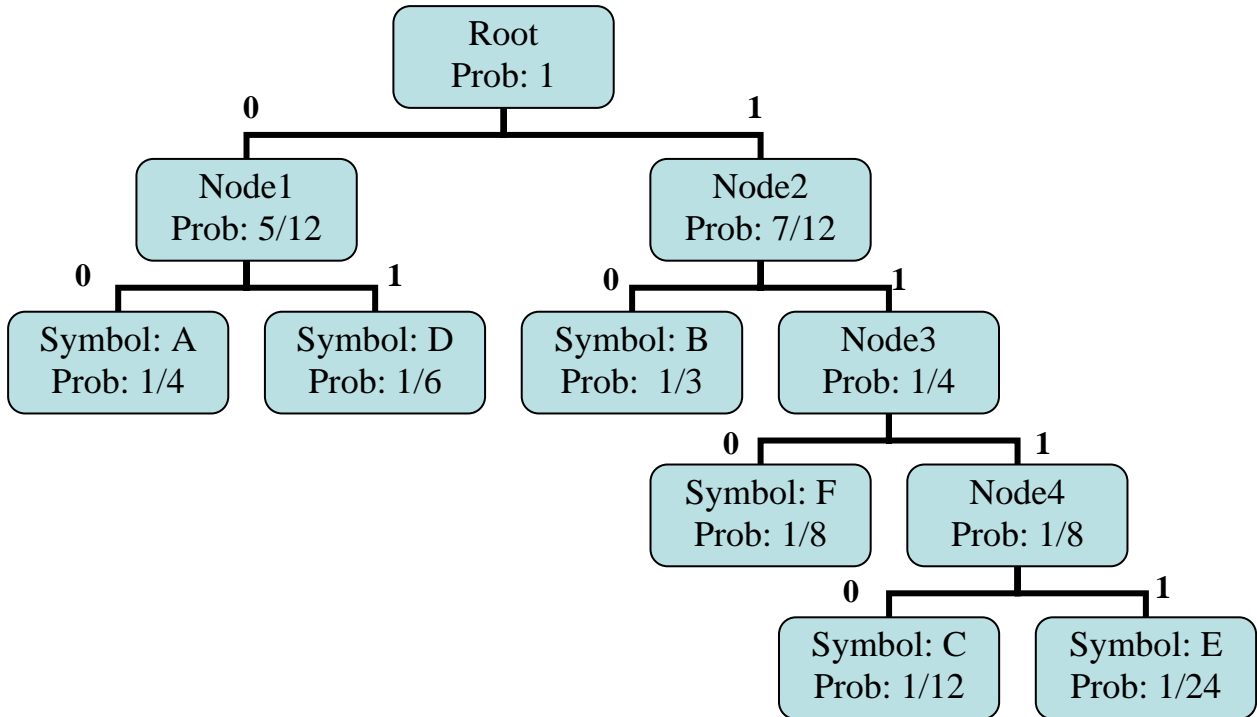 Root
Prob: 1
0
1
Node1
Prob: 5/12
Node2
Prob: 7/12
0
1
0
1
Symbol: A
Prob: 1/4
Symbol: D
Prob: 1/6
Symbol: B
Prob: 1/3
Node3
Prob: 1/4
0
1
Symbol: F
Prob: 1/8
Node4
Prob: 1/8
0
1
Symbol: C
Prob: 1/12
Symbol: E
Prob: 1/24